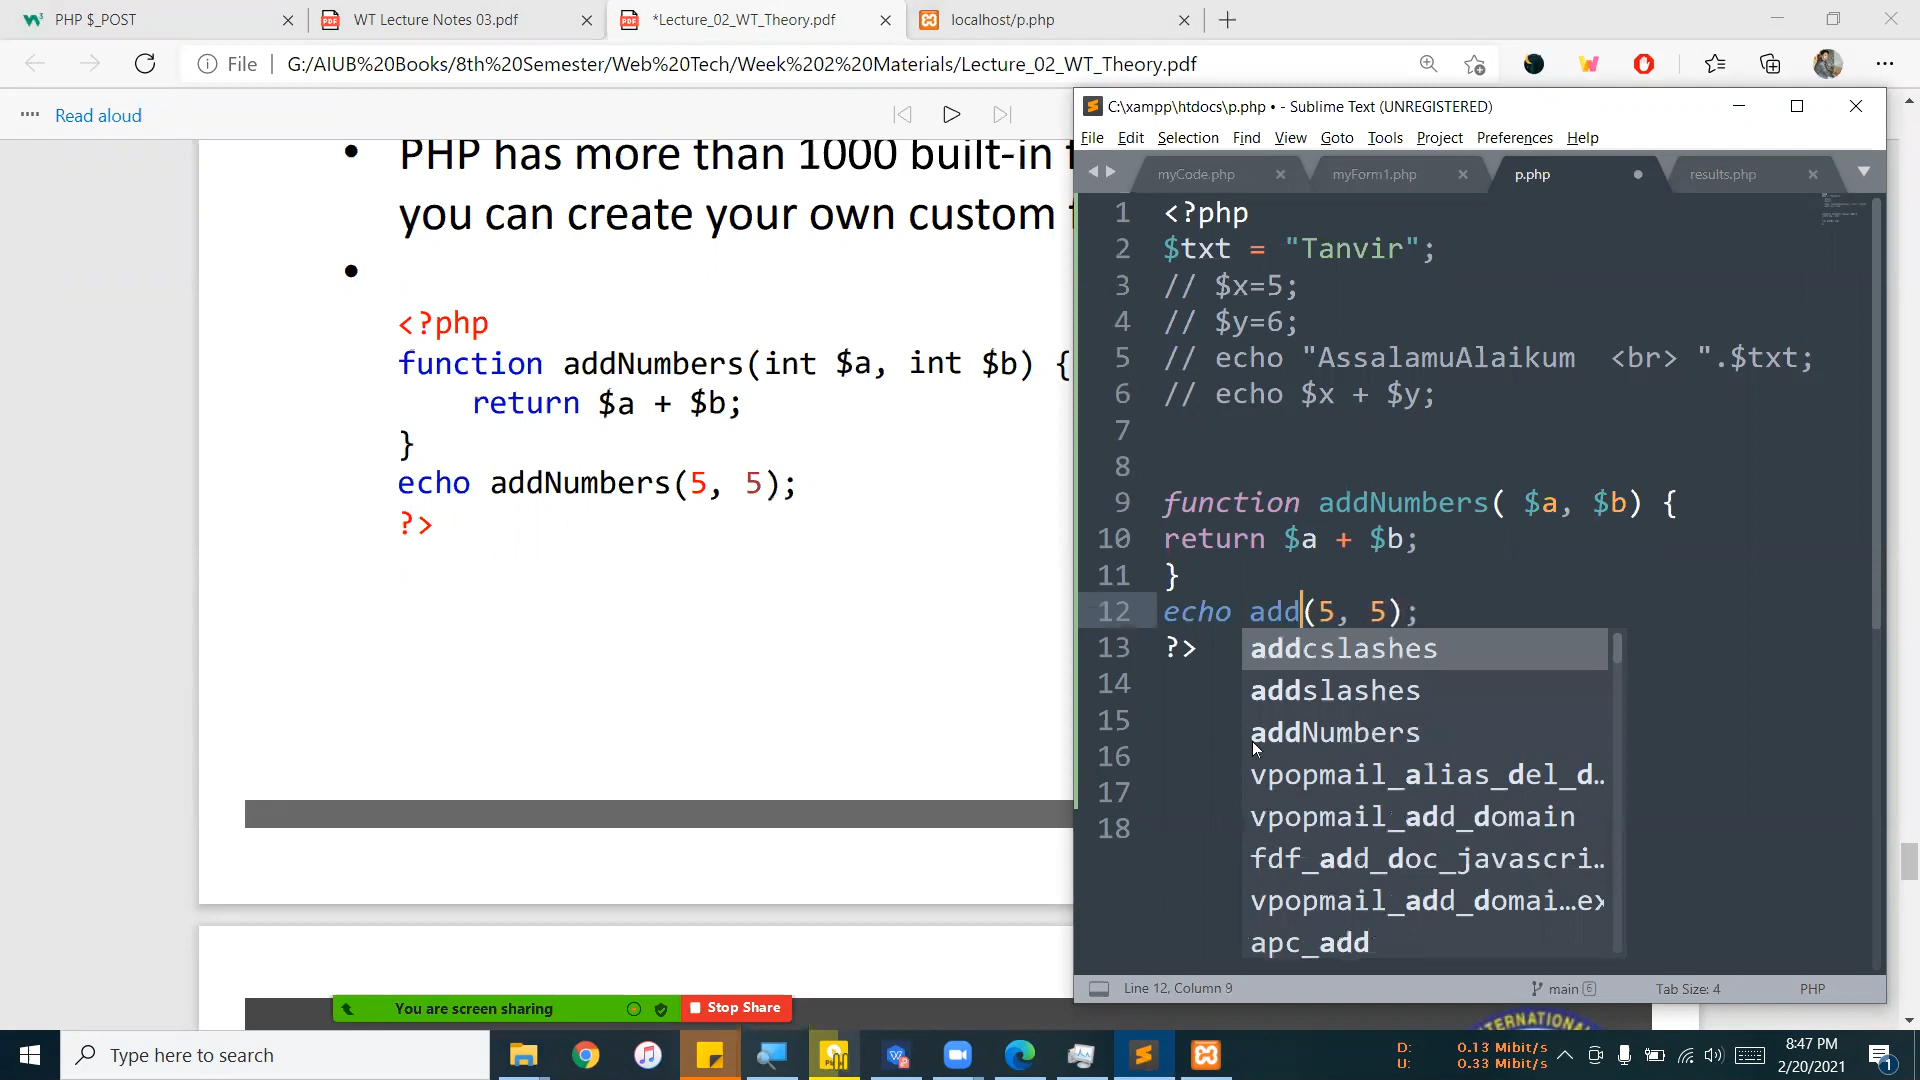 PHP $_POST
WT Lecture Notes 03.pdf
*Lecture_02_WT_Theory.pdf
localhost/p.php
File
G:/AIUB%20Books/8th%20Semester/Web%20Tech/Week%202%20Materials/Lecture_02_WT_Theory.pdf
Read aloud
• PHP has more than 1000 built-in
you can create your own custom
•
<?php
function addNumbers(int $a, int $b) {
return $a + $b;
}
echo addNumbers(5, 5);
?>
C:\xampp\htdocs\p.php • - Sublime Text (UNREGISTERED)
File Edit Selection Find View Goto Tools Project Preferences Help
myCode.php
myForm1.php
p.php
results.php
1 <?php
2 $txt = "Tanvir";
3 // $x=5;
4 // $y=6;
5 // echo "AssalamuAlaikum  <br> ".$txt;
6 // echo $x + $y;
7
8
9 function addNumbers( $a, $b) {
10 return $a + $b;
11 }
12 echo add(5, 5);
13 ?>
14
15
16
17
18
addcslashes
addslashes
addNumbers
vpopmail_alias_del_d…
vpopmail_add_domain
fdf_add_doc_javascri…
vpopmail_add_domai…ex
apc_add
Line 12, Column 9
main 6
Tab Size: 4
PHP
You are screen sharing
Stop Share
Type here to search
D: 0.13 Mibit/s
U: 0.33 Mibit/s
8:47 PM
2/20/2021
1